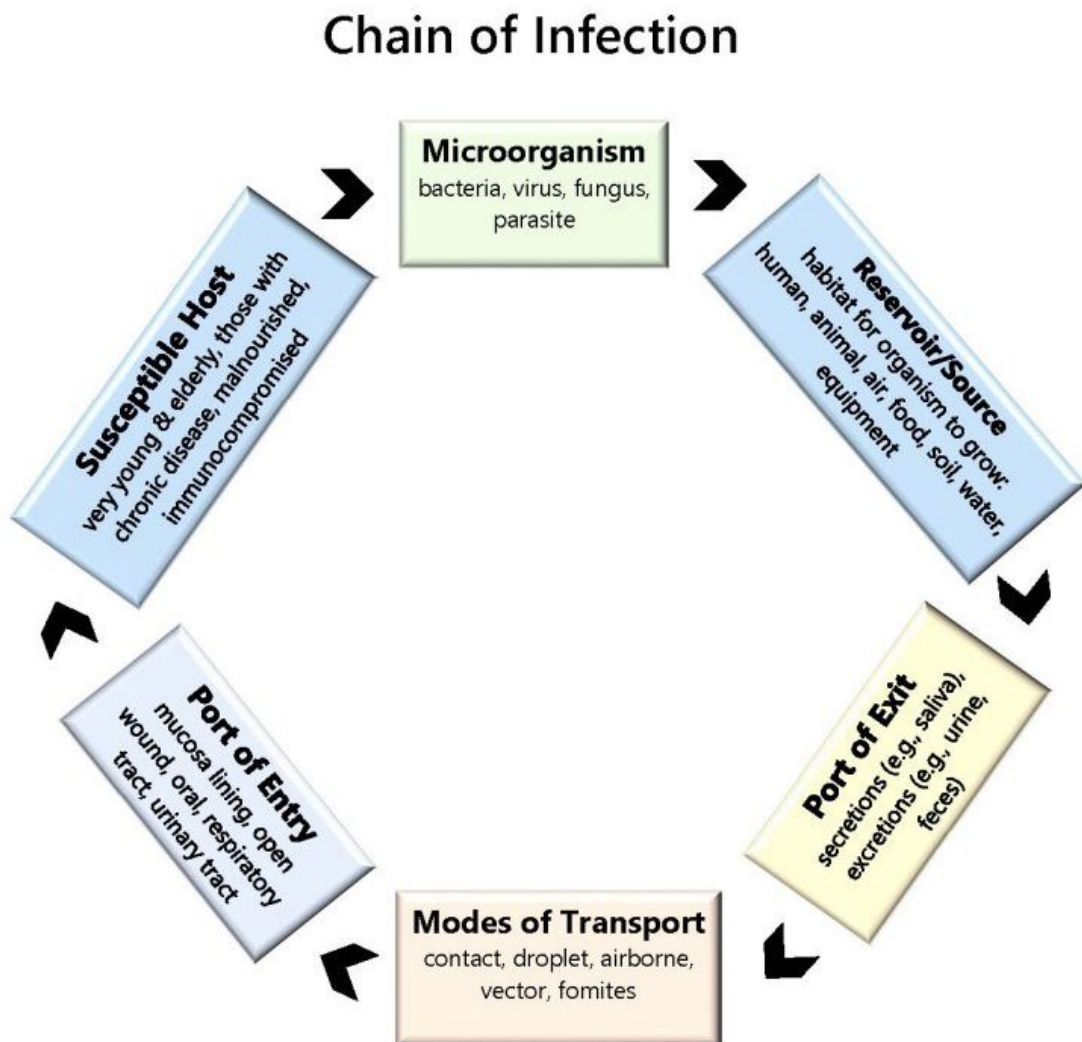 Chain of Infection
Microorganism
bacteria, virus, fungus,
parasite
Reservoir/Source
habitat for organism to grow:
human, animal, air, food, soil, water,
equipment
Port of Exit
secretions (e.g., saliva),
excretions (e.g., urine,
feces)
Modes of Transport
contact, droplet, airborne,
vector, fomites
Port of Entry
mucosa lining, open
wound, oral, respiratory
tract, urinary tract
Susceptible Host
very young & elderly, those with
chronic disease, malnourished,
immunocompromised